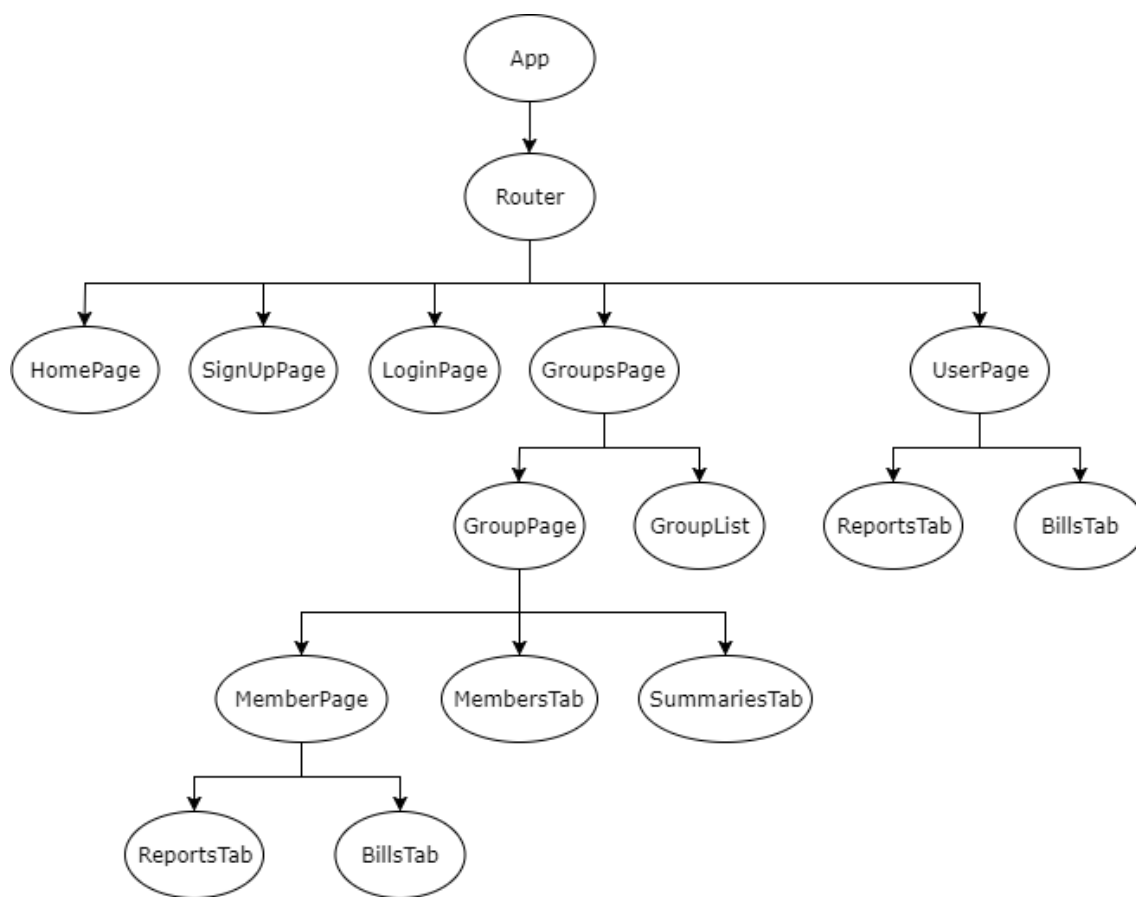 App
Router
HomePage
SignUpPage
LoginPage
GroupsPage
UserPage
GroupPage
GroupList
ReportsTab
BillsTab
MemberPage
MembersTab
SummariesTab
ReportsTab
BillsTab